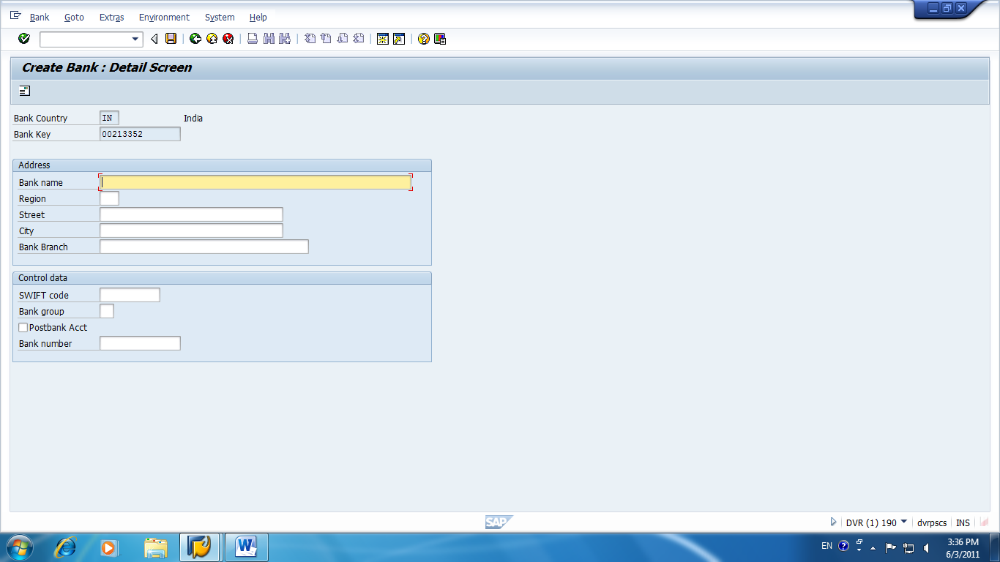 Bank Goto Extras Environment System Help
Create Bank : Detail Screen
Bank Country IN India
Bank Key 00213352
Address
Bank name
Region
Street
City
Bank Branch
Control data
SWIFT code
Bank group
Postbank Acct
Bank number
SAP DVR (1) 190 dvrpscs INS
EN 3:36 PM
6/3/2011